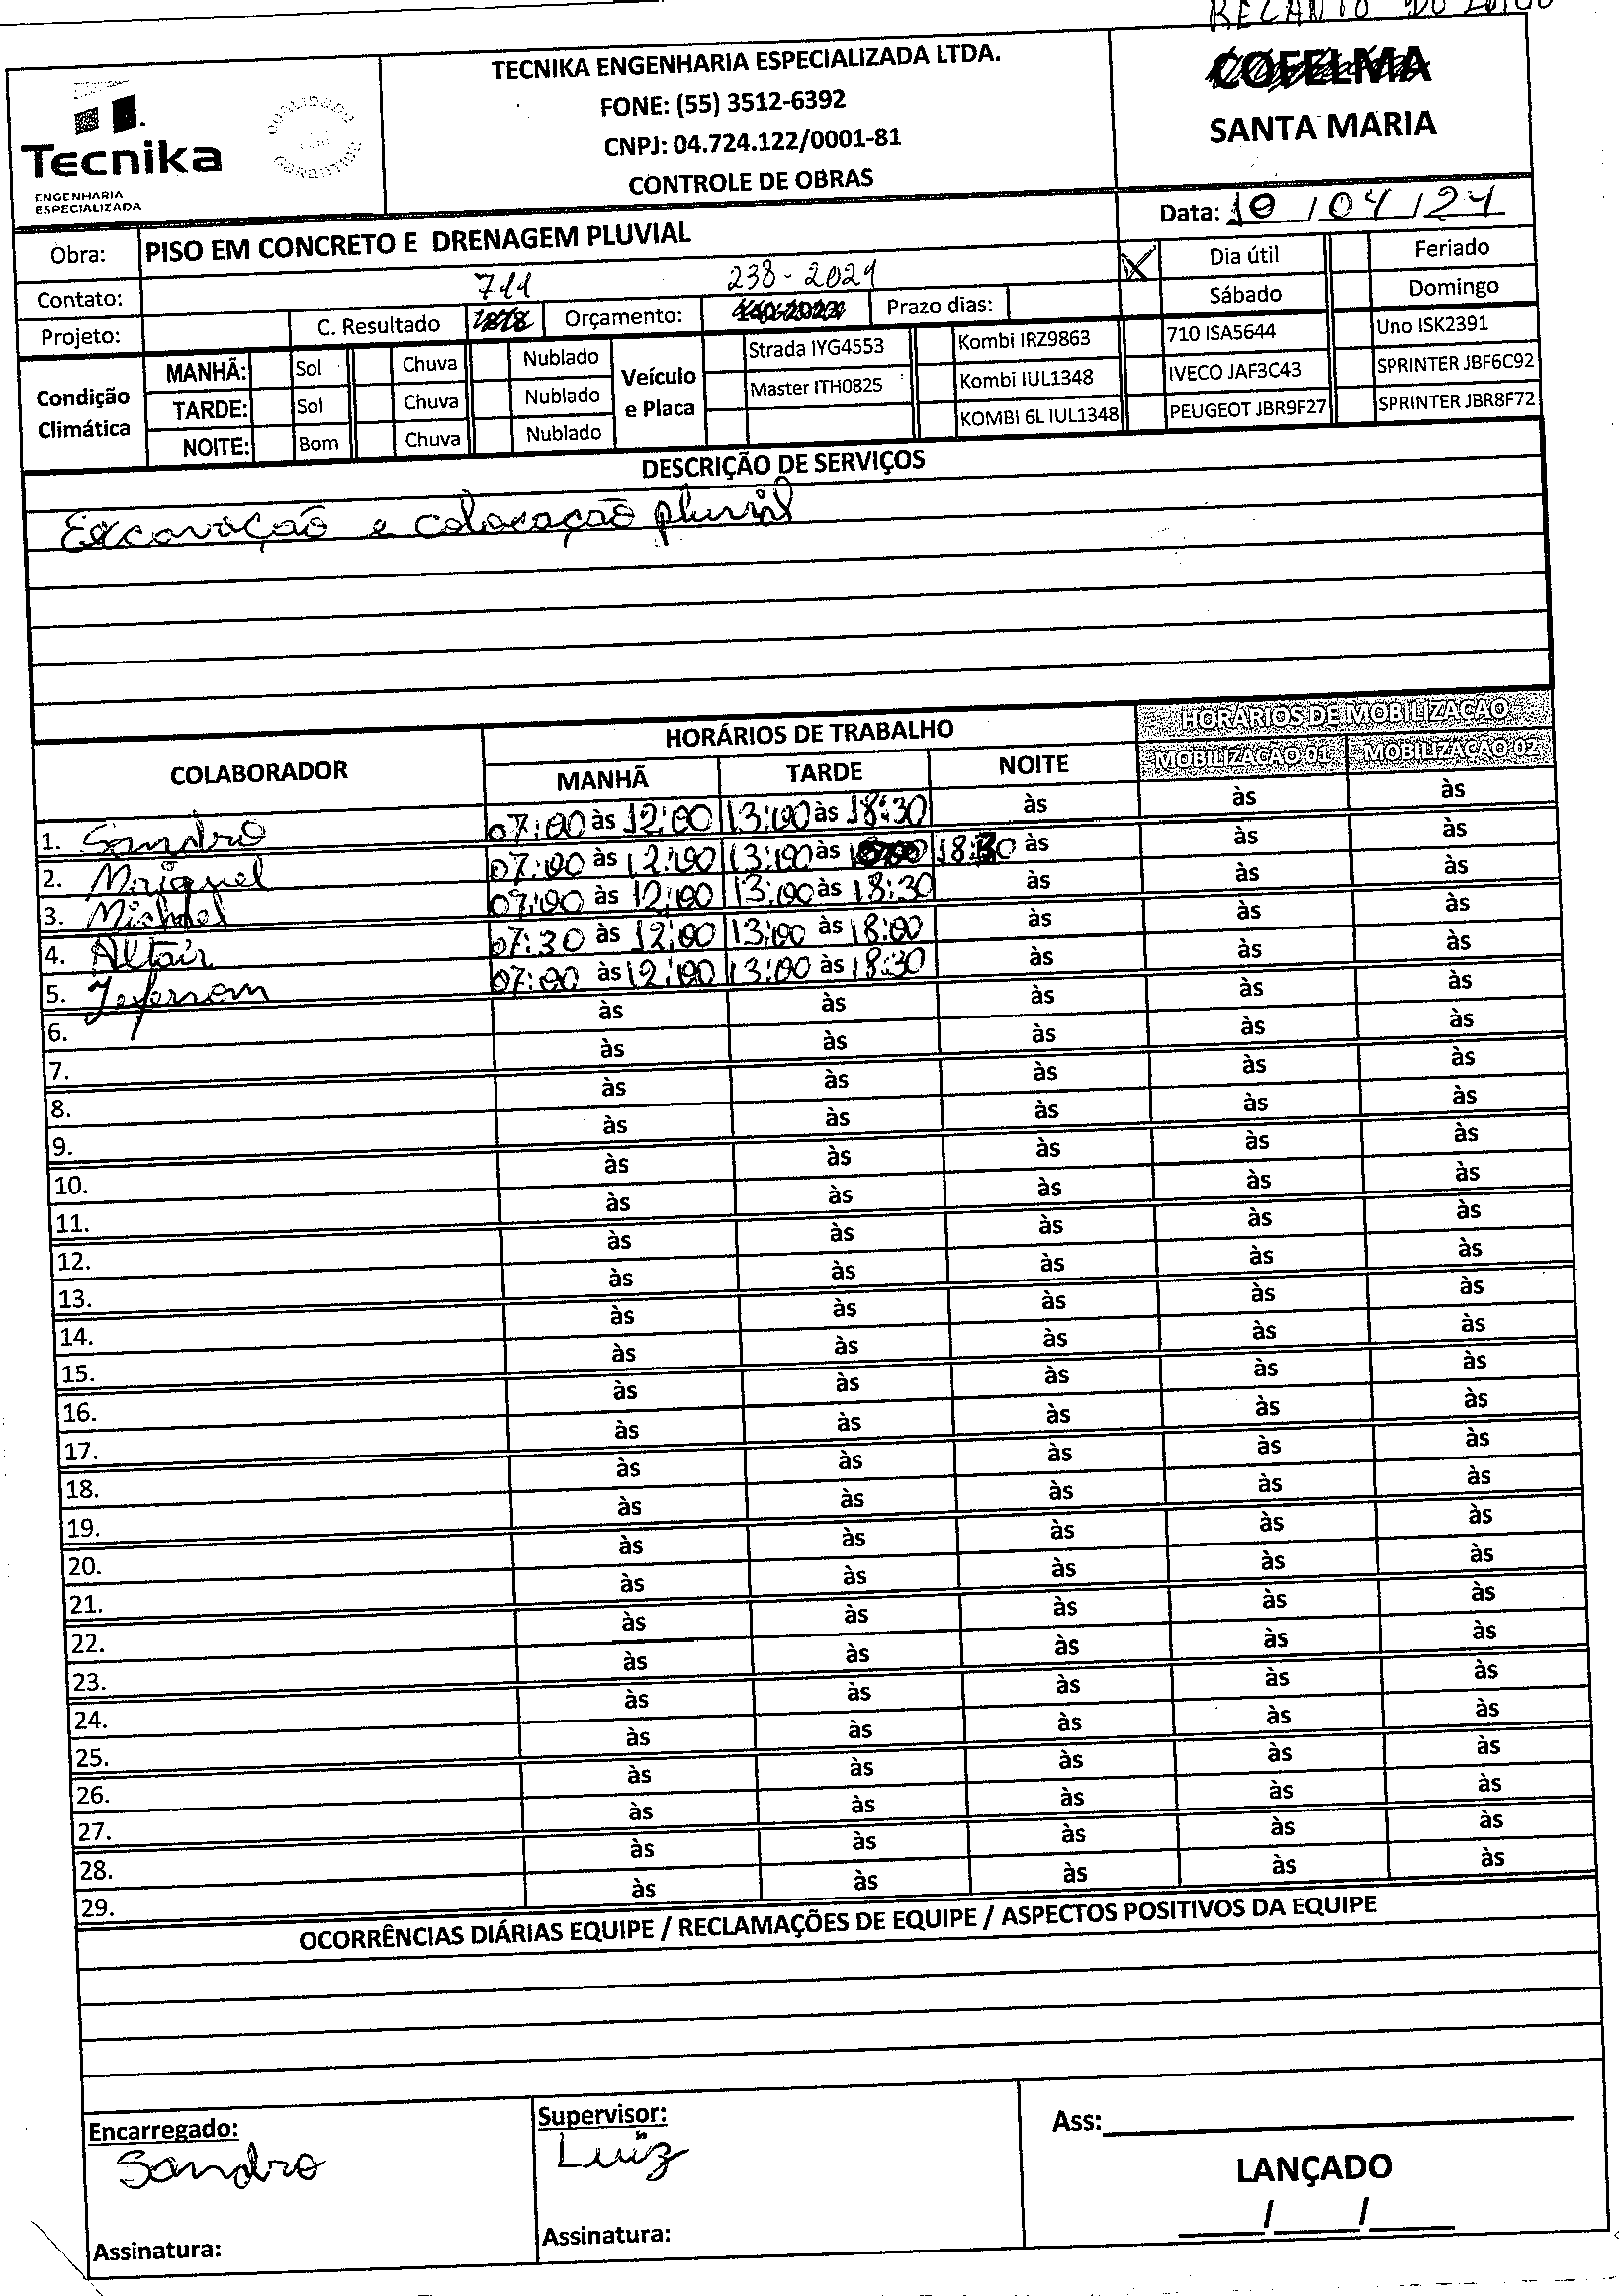 RECANTO DO
TECNIKA ENGENHARIA ESPECIALIZADA LTDA.
FONE: (55) 3512-6392
CNPJ: 04.724.122/0001-81
CONTROLE DE OBRAS
Tecnika
ENGENHARIA
ESPECIALIZADA
COFELMA
SANTA MARIA
Data: 10 / 04 / 24
Obra: PISO EM CONCRETO E DRENAGEM PLUVIAL
Dia útil Feriado
Contato: 711 238-2021
Sábado Domingo
Projeto: C. Resultado Orçamento: Prazo dias:
Condição Climática
MANHÃ: Sol Chuva Nublado
TARDE: Sol Chuva Nublado
NOITE: Bom Chuva Nublado
Veículo e Placa
Strada IYG4553 Kombi IRZ9863 710 ISA5644 Uno ISK2391
Master ITH0825 Kombi IUL1348 IVECO JAF3C43 SPRINTER JBF6C92
KOMBI 6L IUL1348 PEUGEOT JBR9F27 SPRINTER JBR8F72
DESCRIÇÃO DE SERVIÇOS
Excavação e colocação pluvial
COLABORADOR
HORÁRIOS DE TRABALHO
HORÁRIOS DE MOBILIZAÇÃO
MANHÃ TARDE NOITE MOBILIZAÇÃO 01 MOBILIZAÇÃO 02
1. Sandro 07:00 às 12:00 13:00 às 18:30 às às às
2. 07:00 às 12:00 13:00 às 18:30 às às às
3. Michael 07:00 às 12:00 13:00 às 18:30 às às às
4. Altair 07:30 às 12:00 13:00 às 18:00 às às às
5. Jeferson 07:00 às 12:00 13:00 às 18:30 às às às
6. às às às às às
7. às às às às às
8. às às às às às
9. às às às às às
10. às às às às às
11. às às às às às
12. às às às às às
13. às às às às às
14. às às às às às
15. às às às às às
16. às às às às às
17. às às às às às
18. às às às às às
19. às às às às às
20. às às às às às
21. às às às às às
22. às às às às às
23. às às às às às
24. às às às às às
25. às às às às às
26. às às às às às
27. às às às às às
28. às às às às às
29. às às às às às
OCORRÊNCIAS DIÁRIAS EQUIPE / RECLAMAÇÕES DE EQUIPE / ASPECTOS POSITIVOS DA EQUIPE
Encarregado: Supervisor: Ass:
Sandro Luiz
LANÇADO
/ /
Assinatura: Assinatura: